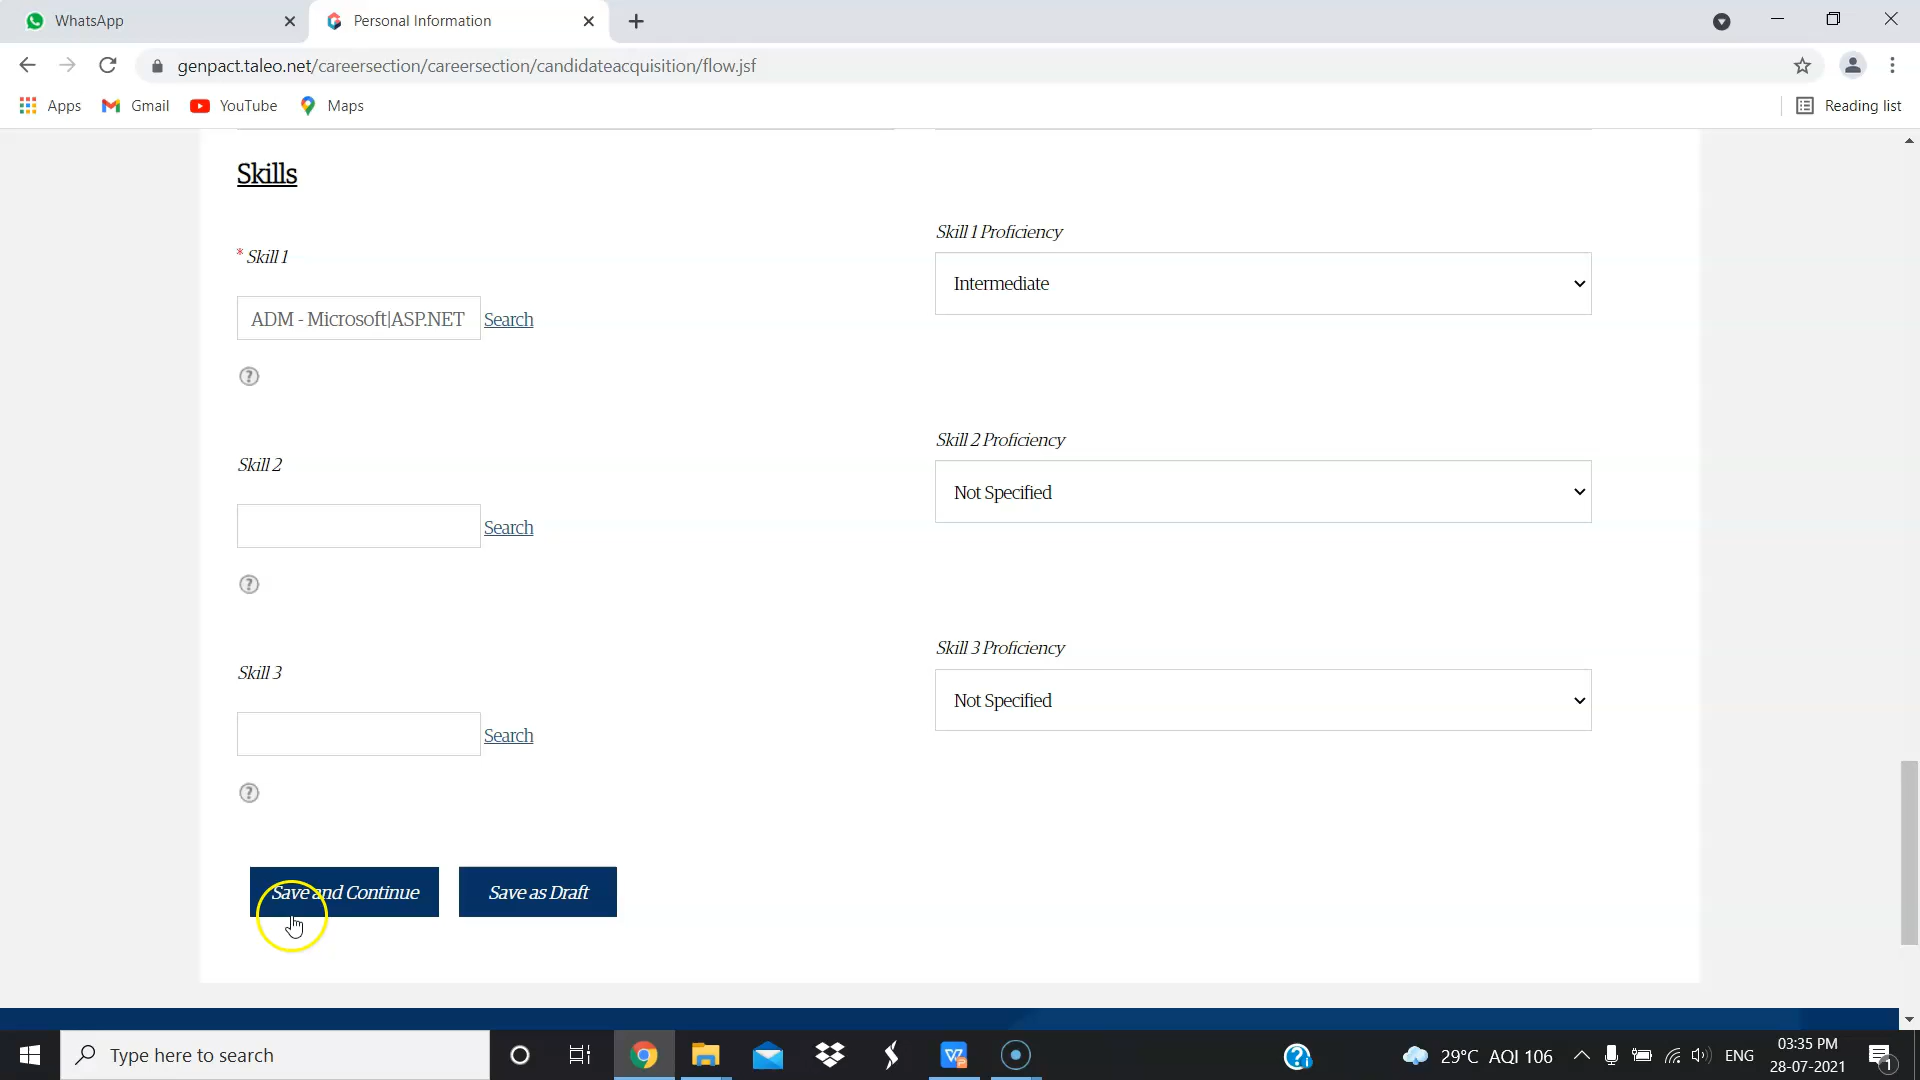 WhatsApp
Personal Information
genpact.taleo.net/careersection/careersection/candidateacquisition/flow.jsf
Apps
Gmail
YouTube
Maps
Reading list
Skills
* Skill 1
Skill 1 Proficiency
ADM - Microsoft|ASP.NET
Search
Intermediate
?
Skill 2
Skill 2 Proficiency
Search
Not Specified
?
Skill 3
Skill 3 Proficiency
Search
Not Specified
?
Save and Continue
Save as Draft
Type here to search
29°C AQI 106
ENG
03:35 PM
28-07-2021
1